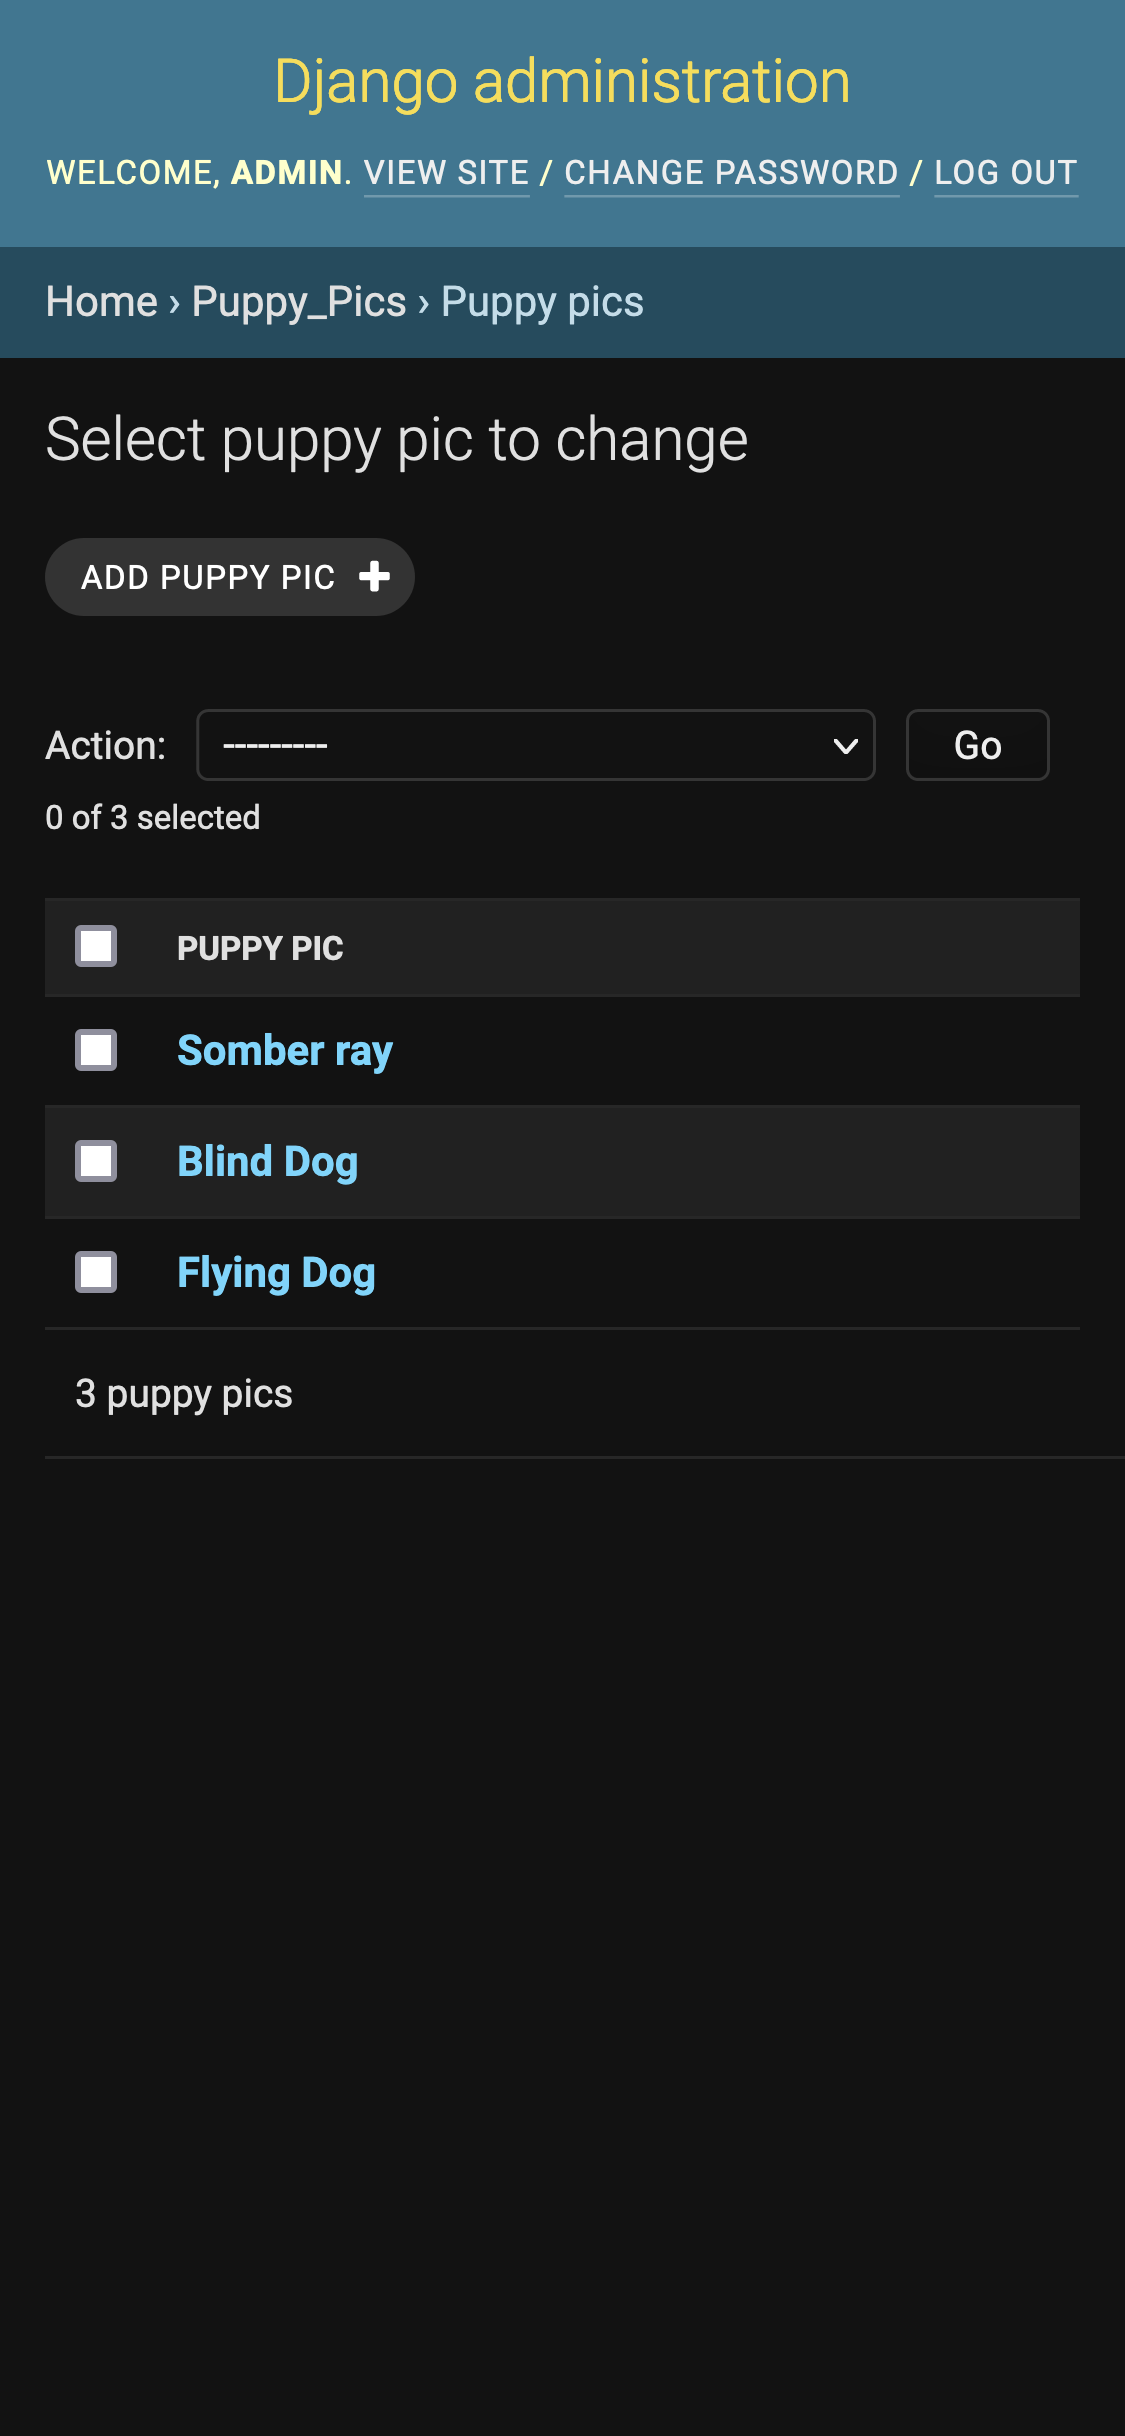 Django administration
WELCOME, ADMIN. VIEW SITE / CHANGE PASSWORD / LOG OUT
Home › Puppy_Pics › Puppy pics
Select puppy pic to change
ADD PUPPY PIC
Action: --------- Go
0 of 3 selected
PUPPY PIC
Somber ray
Blind Dog
Flying Dog
3 puppy pics